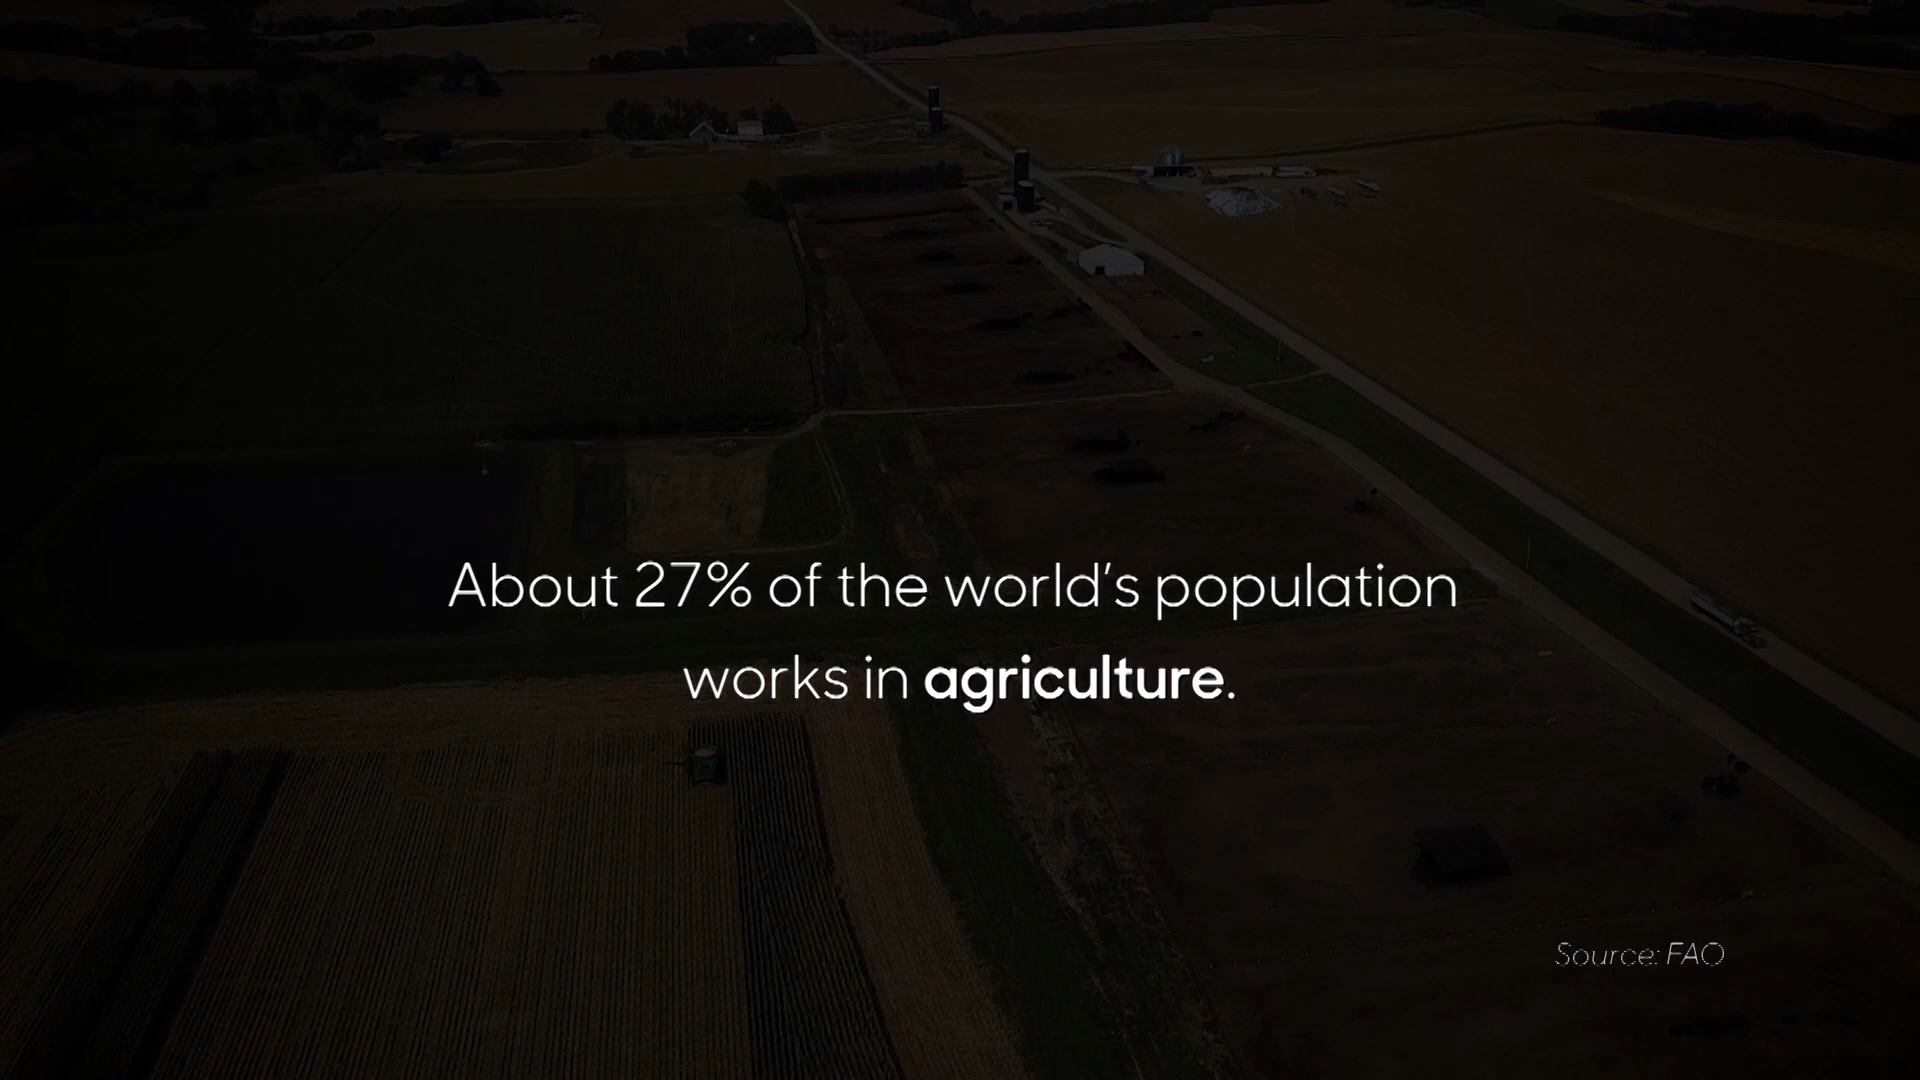 About 27% of the world's population
works in agriculture.
Source: FAO